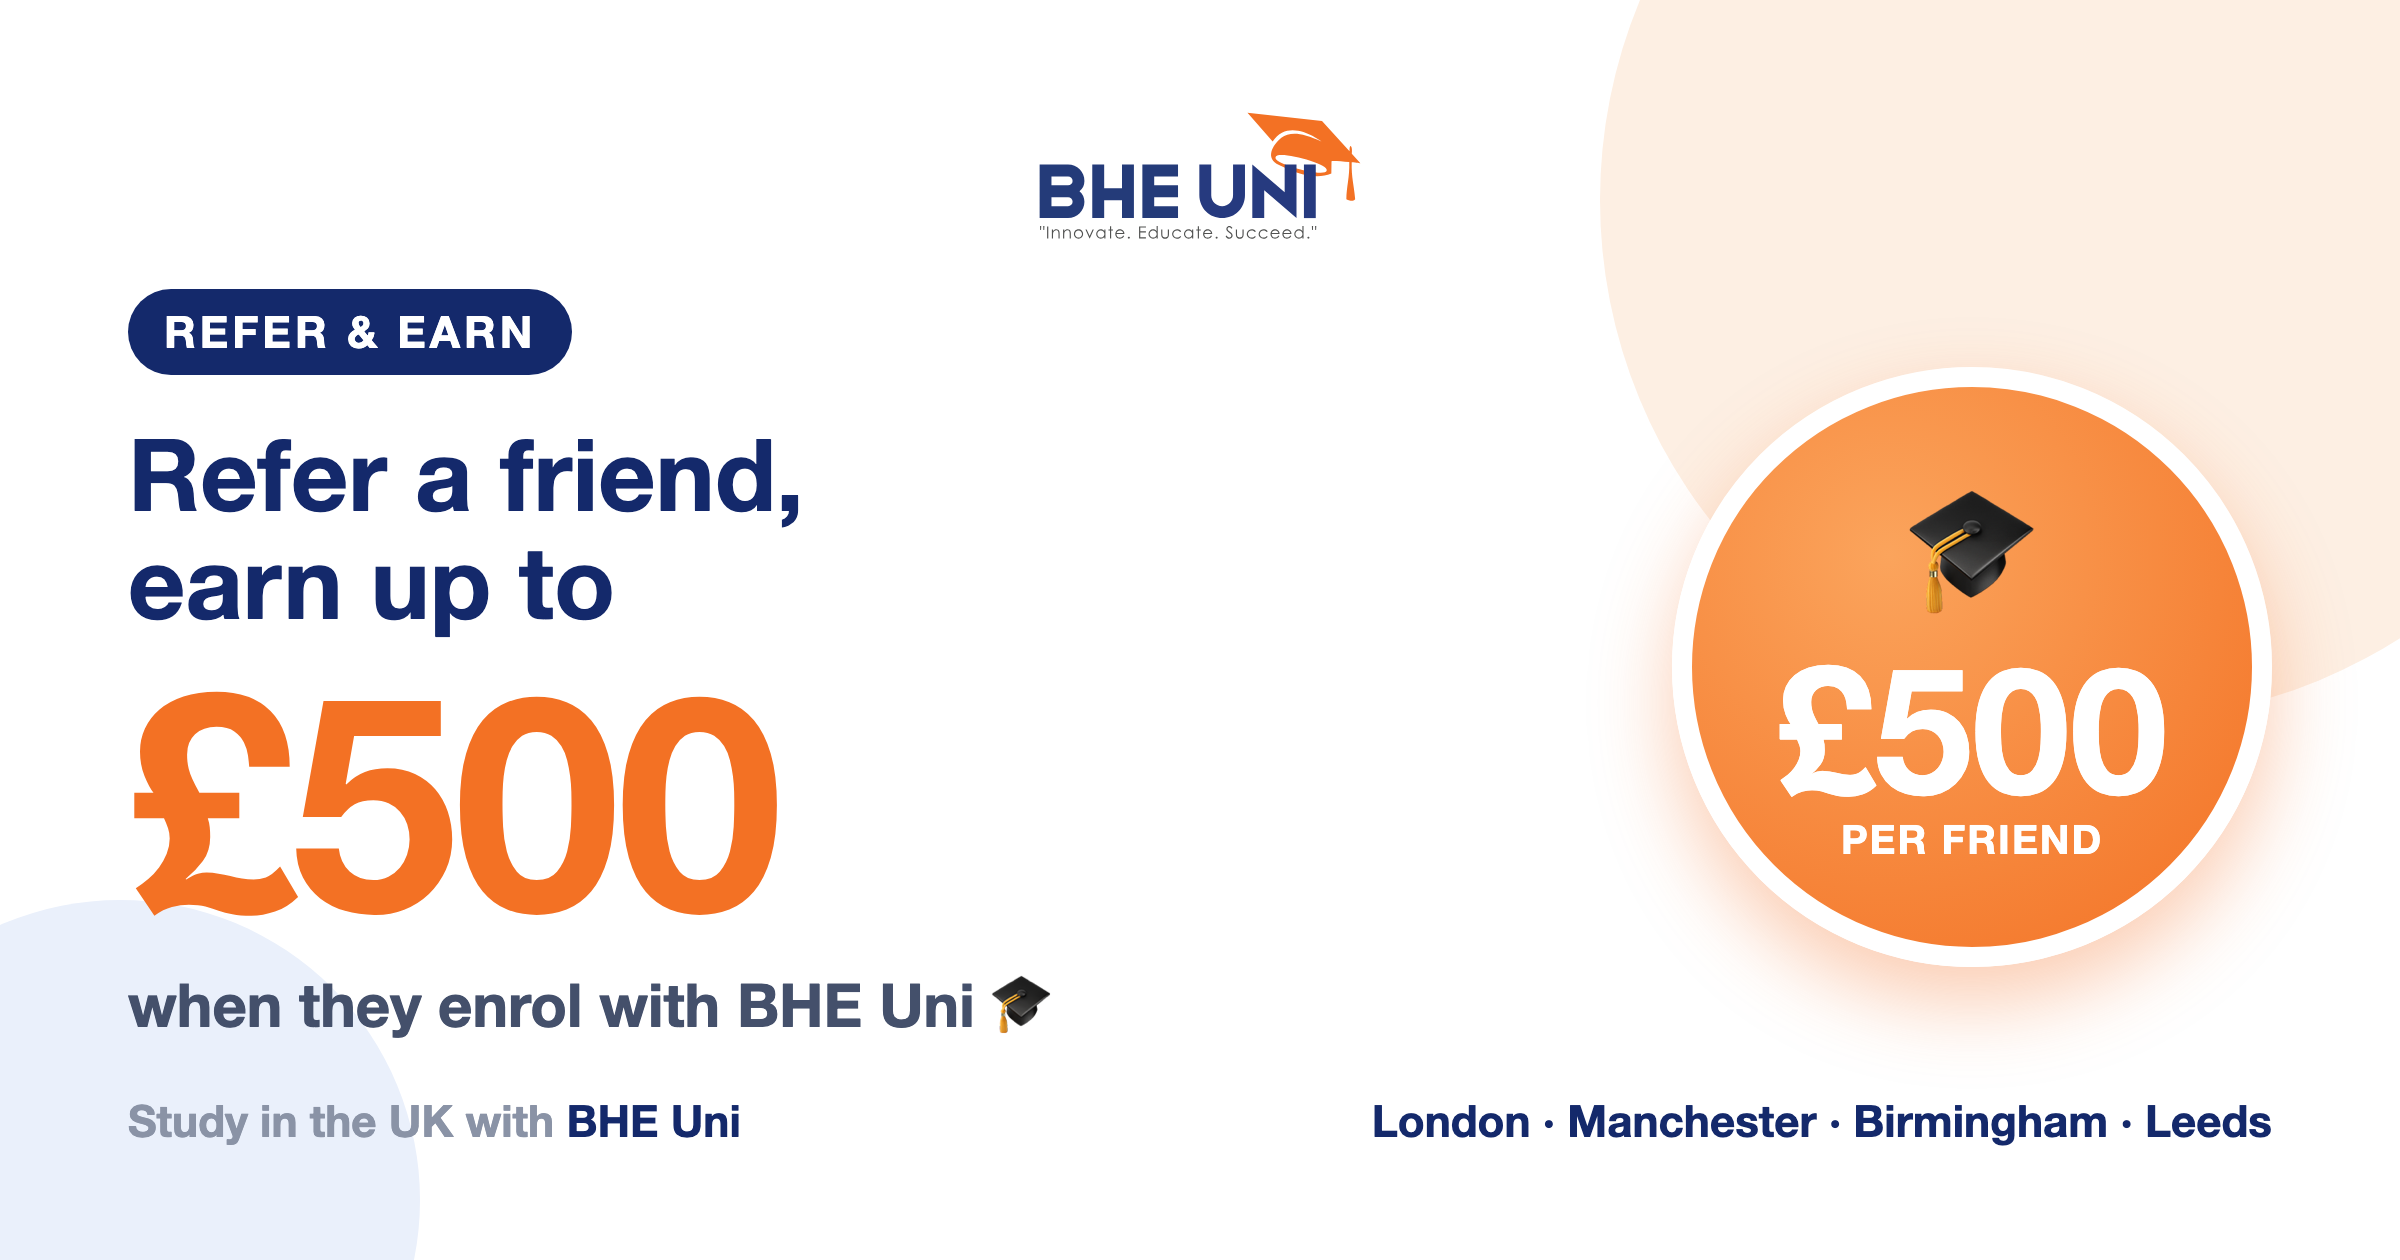 BHE UNI
"Innovate. Educate. Succeed."
REFER & EARN
Refer a friend,
earn up to
£500
when they enrol with BHE Uni 🎓
£500
PER FRIEND
Study in the UK with BHE Uni
London · Manchester · Birmingham · Leeds